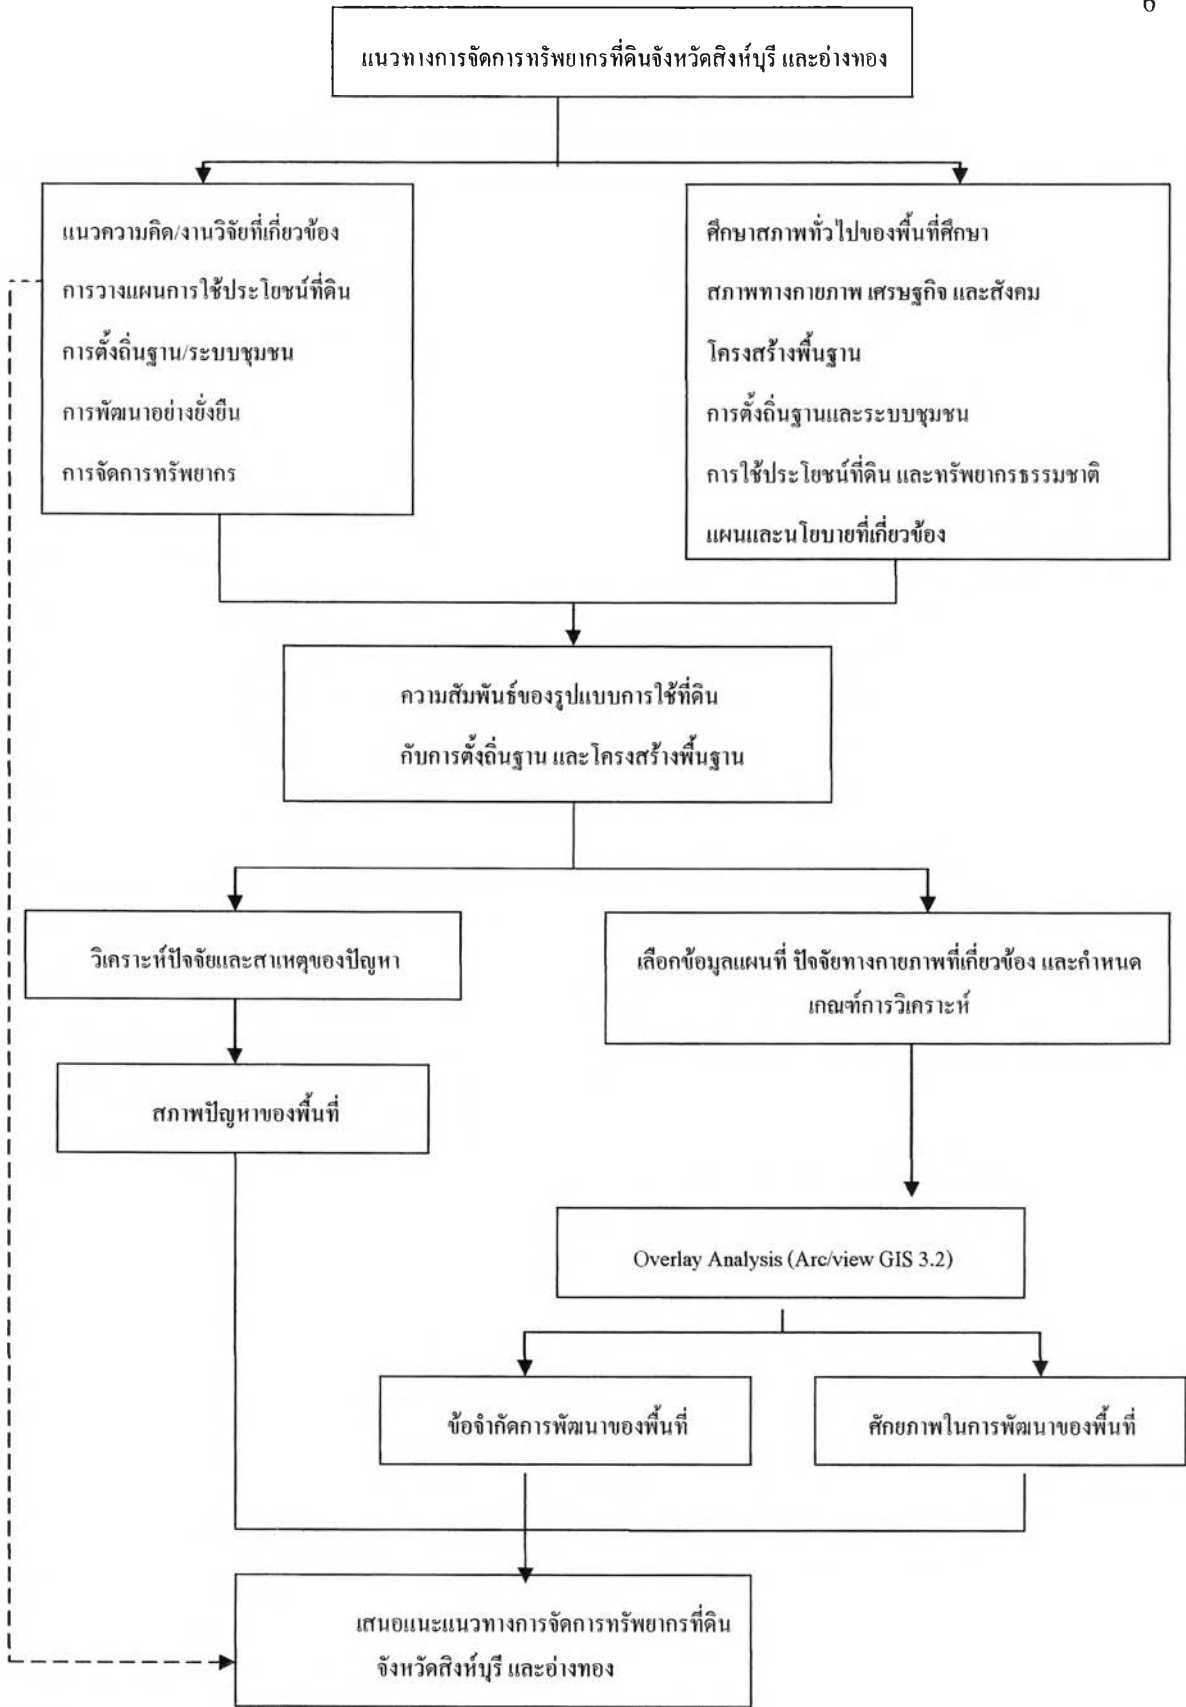 6
แนวทางการจัดการทรัพยากรที่ดินจังหวัดสิงห์บุรี และอ่างทอง
แนวความคิด/งานวิจัยที่เกี่ยวข้อง
การวางแผนการใช้ประโยชน์ที่ดิน
การตั้งถิ่นฐาน/ระบบชุมชน
การพัฒนาอย่างยั่งยืน
การจัดการทรัพยากร
ศึกษาสภาพทั่วไปของพื้นที่ศึกษา
สภาพทางกายภาพ เศรษฐกิจ และสังคม
โครงสร้างพื้นฐาน
การตั้งถิ่นฐานและระบบชุมชน
การใช้ประโยชน์ที่ดิน และทรัพยากรธรรมชาติ
แผนและนโยบายที่เกี่ยวข้อง
ความสัมพันธ์ของรูปแบบการใช้ที่ดิน
กับการตั้งถิ่นฐาน และโครงสร้างพื้นฐาน
วิเคราะห์ปัจจัยและสาเหตุของปัญหา
เลือกข้อมูลแผนที่ ปัจจัยทางกายภาพที่เกี่ยวข้อง และกำหนด
เกณฑ์การวิเคราะห์
สภาพปัญหาของพื้นที่
Overlay Analysis (Arc/view GIS 3.2)
ข้อจำกัดการพัฒนาของพื้นที่
ศักยภาพในการพัฒนาของพื้นที่
เสนอแนะแนวทางการจัดการทรัพยากรที่ดิน
จังหวัดสิงห์บุรี และอ่างทอง